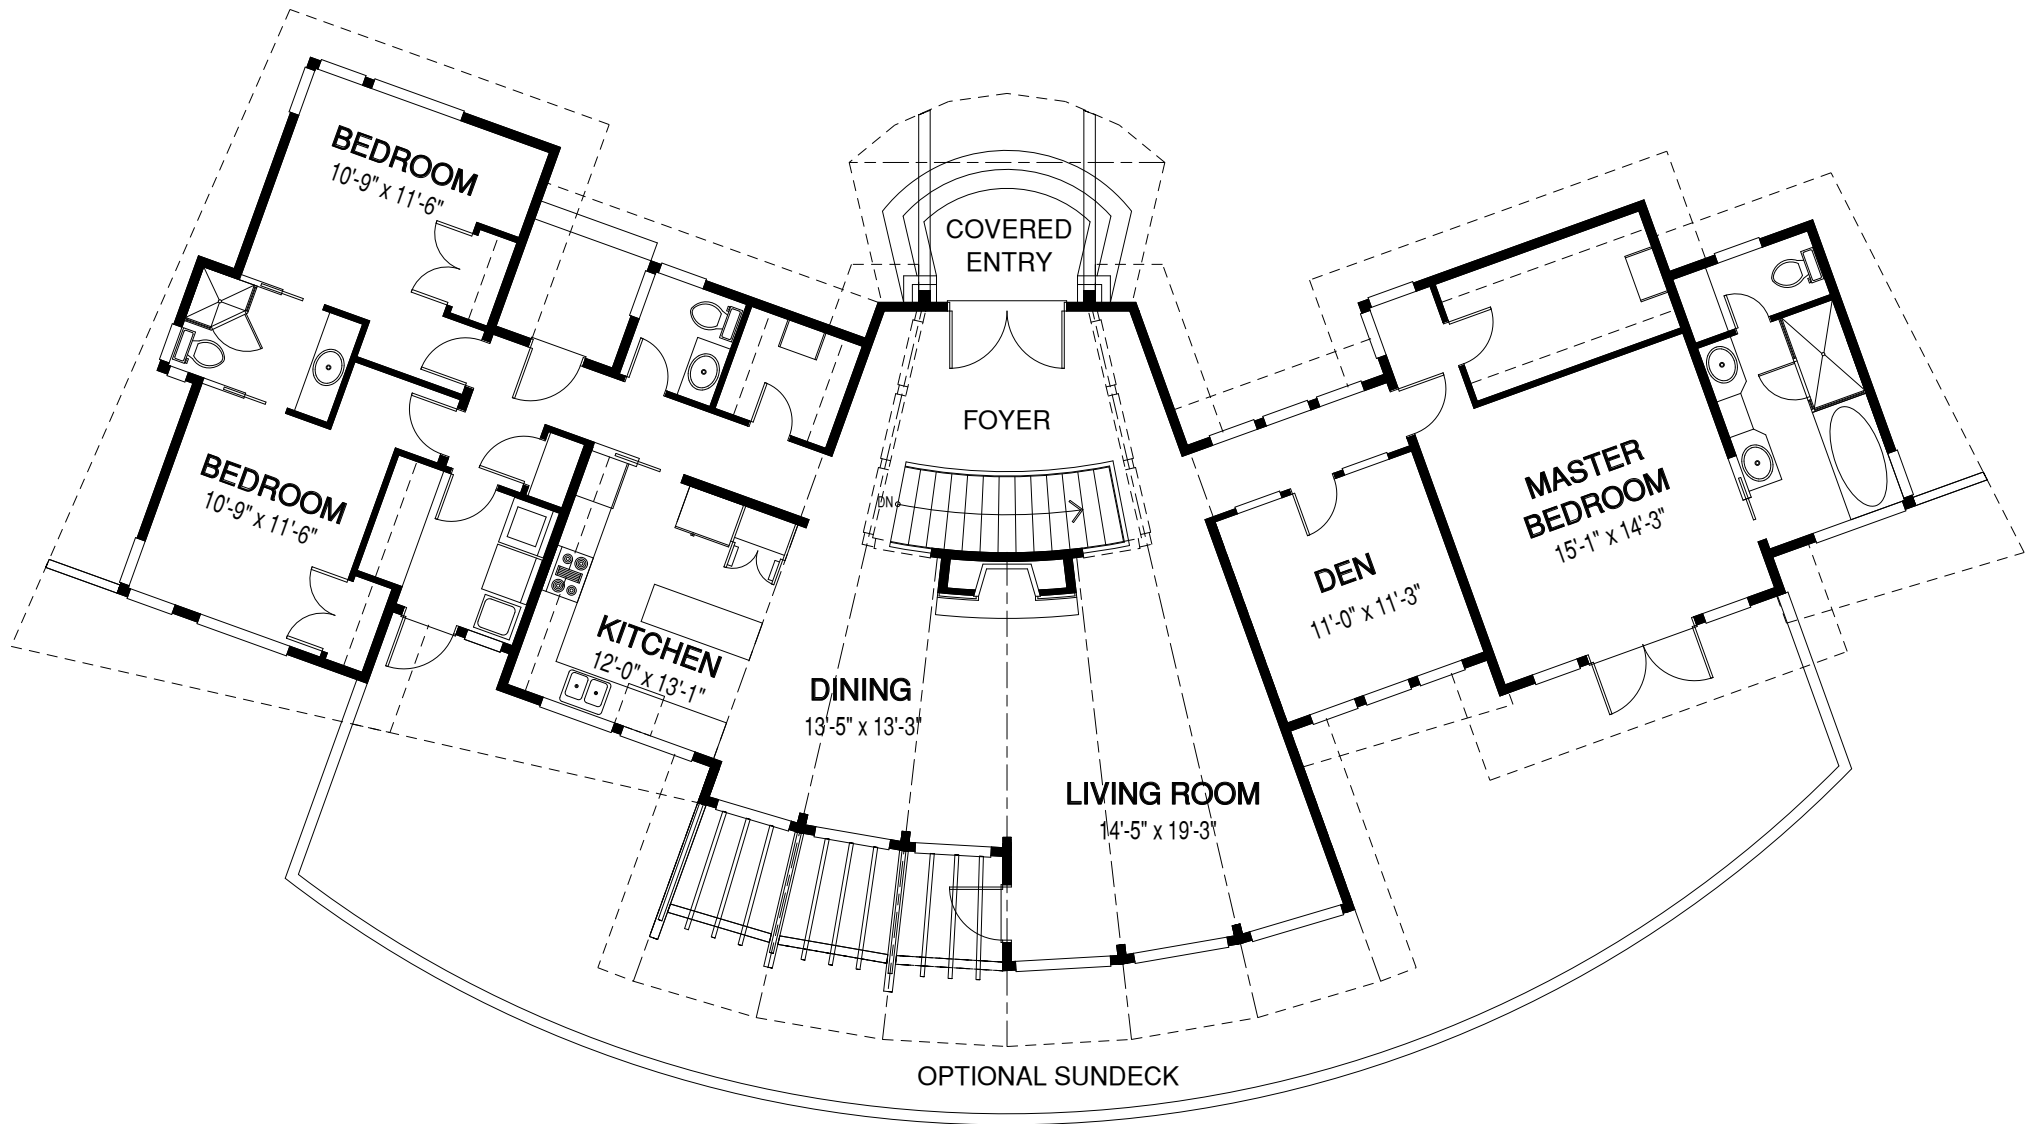 BEDROOM
10'-9" x 11'-6"
COVERED
ENTRY
FOYER
DN
BEDROOM
10'-9" x 11'-6"
MASTER
BEDROOM
15'-1" x 14'-3"
DEN
11'-0" x 11'-3"
KITCHEN
12'-0" x 13'-1"
DINING
13'-5" x 13'-3"
LIVING ROOM
14'-5" x 19'-3"
OPTIONAL SUNDECK